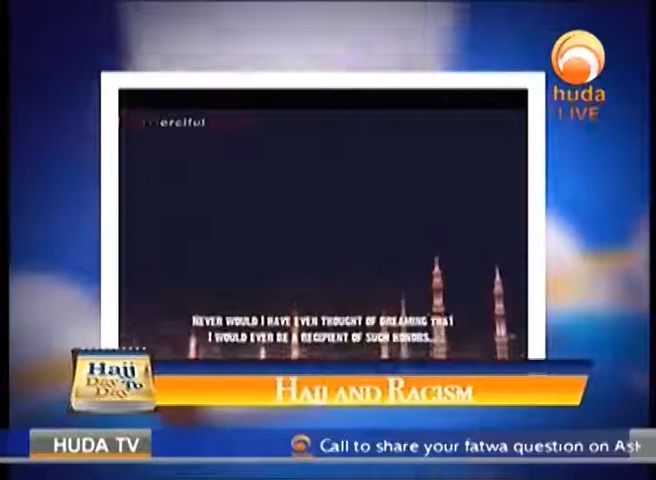 huda
LIVE
erciful
NEVER WOULD I HAVE EVEN THOUGHT OF DREAMING THAT
I WOULD EVER BE A RECIPIENT OF SUCH HONORS
Hajj
Day To
Day
HAJJ AND RACISM
HUDA TV
Call to share your fatwa question on Ask